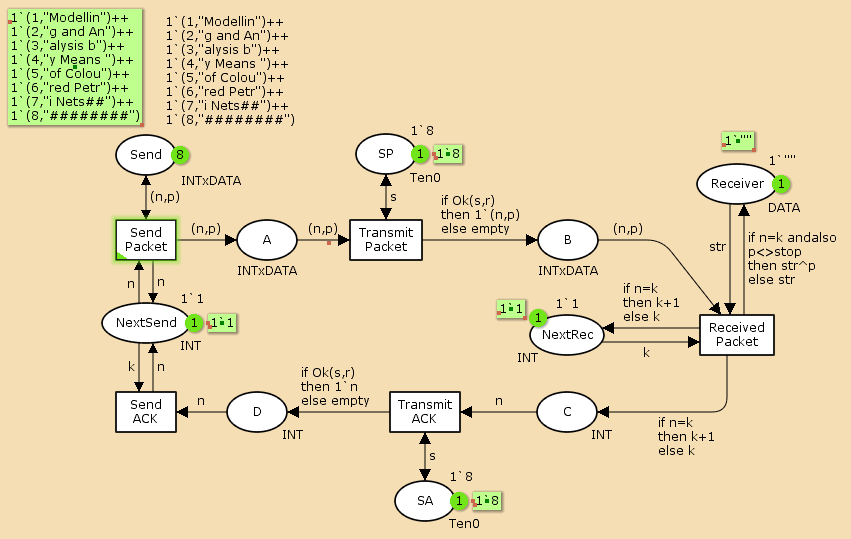 1`(1,"Modellin")++
1`(2,"g and An")++
1`(3,"alysis b")++
1`(4,"y Means ")++
1`(5,"of Colou")++
1`(6,"red Petr")++
1`(7,"i Nets##")++
1`(8,"########")
1`(1,"Modellin")++
1`(2,"g and An")++
1`(3,"alysis b")++
1`(4,"y Means ")++
1`(5,"of Colou")++
1`(6,"red Petr")++
1`(7,"i Nets##")++
1`(8,"########")
Send
8
INTxDATA
1`8
SP
1
1`8
Ten0
1`""
1`""
Receiver
1
DATA
(n,p)
s
Send
Packet
(n,p)
A
INTxDATA
(n,p)
Transmit
Packet
if Ok(s,r)
then 1`(n,p)
else empty
B
INTxDATA
(n,p)
str
if n=k andalso
p<>stop
then str^p
else str
n
n
1`1
NextSend
1
1`1
INT
1`1
1`1
1
NextRec
INT
if n=k
then k+1
else k
k
Received
Packet
k
n
Send
ACK
n
D
INT
if Ok(s,r)
then 1`n
else empty
Transmit
ACK
n
C
INT
if n=k
then k+1
else k
s
1`8
SA
1
1`8
Ten0